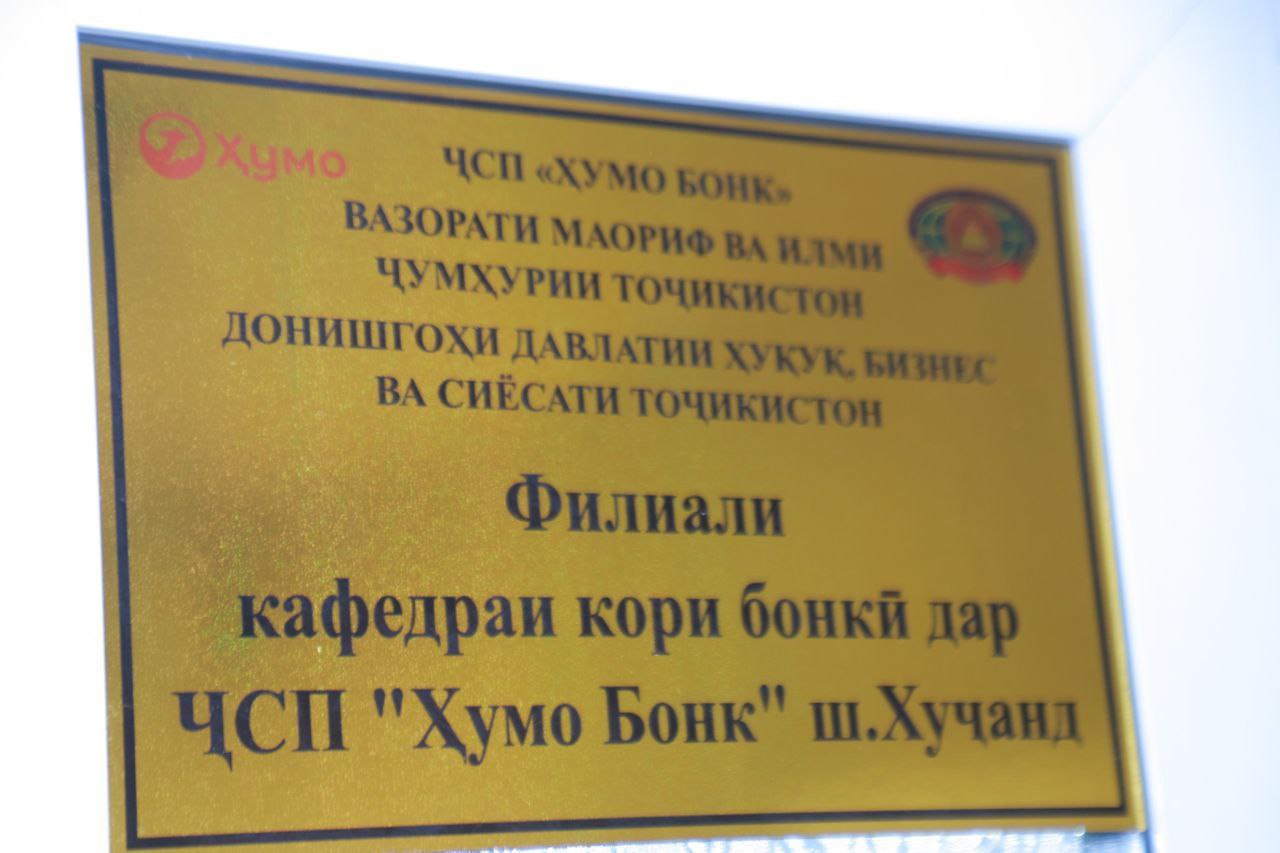 Ҳумо
ҶСП «ҲУМО БОНК»
ВАЗОРАТИ МАОРИФ ВА ИЛМИ
ҶУМҲУРИИ ТОҶИКИСТОН
ДОНИШГОҲИ ДАВЛАТИИ ҲУҚУҚ, БИЗНЕС
ВА СИЁСАТИ ТОҶИКИСТОН
Филиали
кафедраи кори бонкӣ дар
ҶСП "Ҳумо Бонк" ш.Хуҷанд